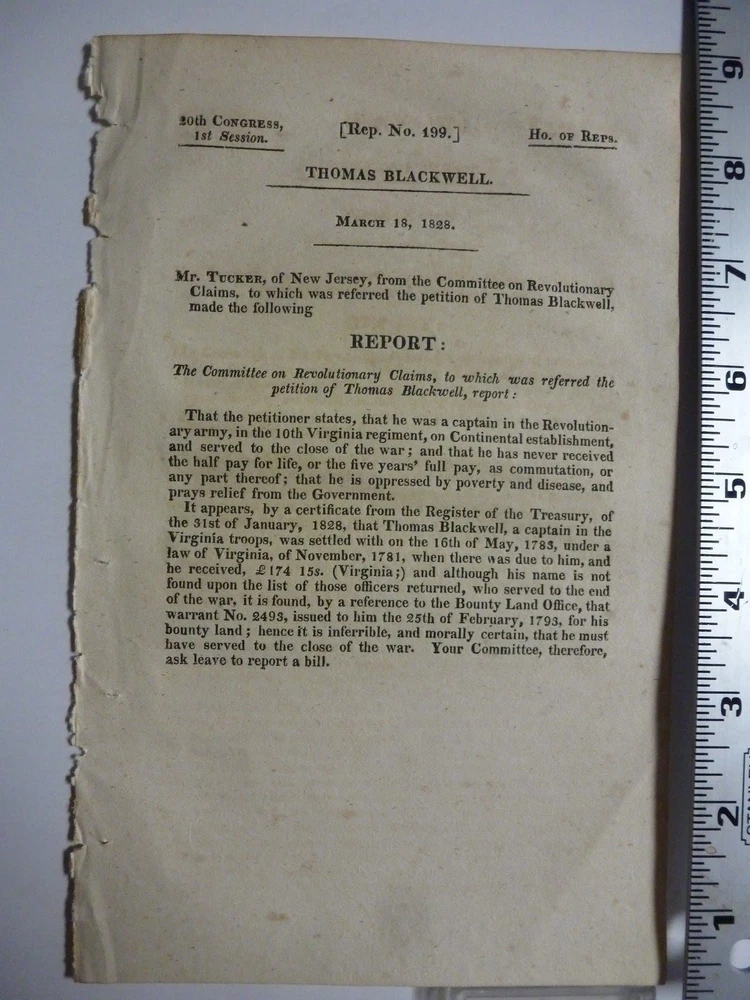 20th CONGRESS,
1st Session.
[Rep. No. 199.]
HO. OF REPS.
THOMAS BLACKWELL.
MARCH 18, 1828.
Mr. TUCKER, of New Jersey, from the Committee on Revolutionary
Claims, to which was referred the petition of Thomas Blackwell,
made the following
REPORT:
The Committee on Revolutionary Claims, to which was referred the
petition of Thomas Blackwell, report:
That the petitioner states, that he was a captain in the Revolution-
ary army, in the 10th Virginia regiment, on Continental establishment,
and served to the close of the war; and that he has never received
the half pay for life, or the five years' full pay, as commutation, or
any part thereof; that he is oppressed by poverty and disease, and
prays relief from the Government.
It appears, by a certificate from the Register of the Treasury, of
the 31st of January, 1828, that Thomas Blackwell, a captain in the
Virginia troops, was settled with on the 16th of May, 1783, under a
law of Virginia, of November, 1781, when there was due to him, and
he received, £174 15s. (Virginia;) and although his name is not
found upon the list of those officers returned, who served to the end
of the war, it is found, by a reference to the Bounty Land Office, that
warrant No. 2493, issued to him the 25th of February, 1793, for his
bounty land; hence it is inferrible, and morally certain, that he must
have served to the close of the war. Your Committee, therefore,
ask leave to report a bill.
9
8
7
6
5
4
3
2
1